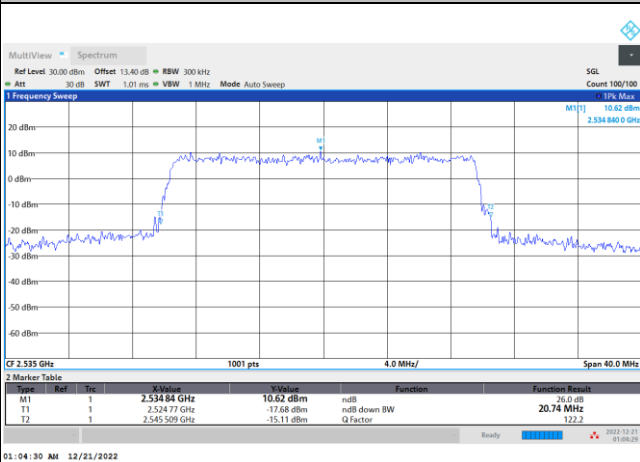 MultiView Spectrum
Ref Level 30.00 dBm Offset 13.40 dB RBW 300 kHz SGL
Att 30 dB SWT 1.01 ms VBW 1 MHz Mode Auto Sweep Count 100/100
1 Frequency Sweep 1Pk Max
M1[1] 10.62 dBm
2.534 840 0 GHz
20 dBm
M1
10 dBm
0 dBm
-10 dBm
T1 T2
-20 dBm
-30 dBm
-40 dBm
-50 dBm
-60 dBm
CF 2.535 GHz 1001 pts 4.0 MHz/ Span 40.0 MHz
2 Marker Table
Type Ref Trc X-Value Y-Value Function Function Result
M1 1 2.534 84 GHz 10.62 dBm ndB 26.0 dB
T1 1 2.524 77 GHz -17.68 dBm ndB down BW 20.74 MHz
T2 1 2.545 509 GHz -15.11 dBm Q Factor 122.2
Ready 2022-12-21
01:04:29
01:04:30 AM 12/21/2022